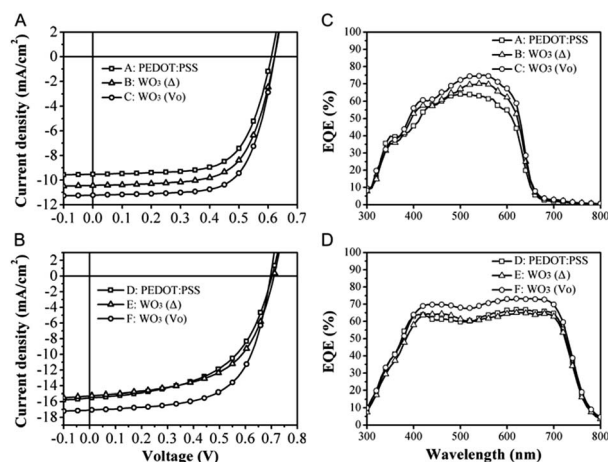 A
Current density (mA/cm²)
2
0
-2
-4
-6
-8
-10
-12
A: PEDOT:PSS
B: WO₃ (Δ)
C: WO₃ (Vo)
-0.1 0.0 0.1 0.2 0.3 0.4 0.5 0.6 0.7
B
Current density (mA/cm²)
4
2
0
-2
-4
-6
-8
-10
-12
-14
-16
-18
D: PEDOT:PSS
E: WO₃ (Δ)
F: WO₃ (Vo)
-0.1 0.0 0.1 0.2 0.3 0.4 0.5 0.6 0.7 0.8
Voltage (V)
C
EQE (%)
100
90
80
70
60
50
40
30
20
10
0
A: PEDOT:PSS
B: WO₃ (Δ)
C: WO₃ (Vo)
300 400 500 600 700 800
D
EQE (%)
100
90
80
70
60
50
40
30
20
10
0
D: PEDOT:PSS
E: WO₃ (Δ)
F: WO₃ (Vo)
300 400 500 600 700 800
Wavelength (nm)